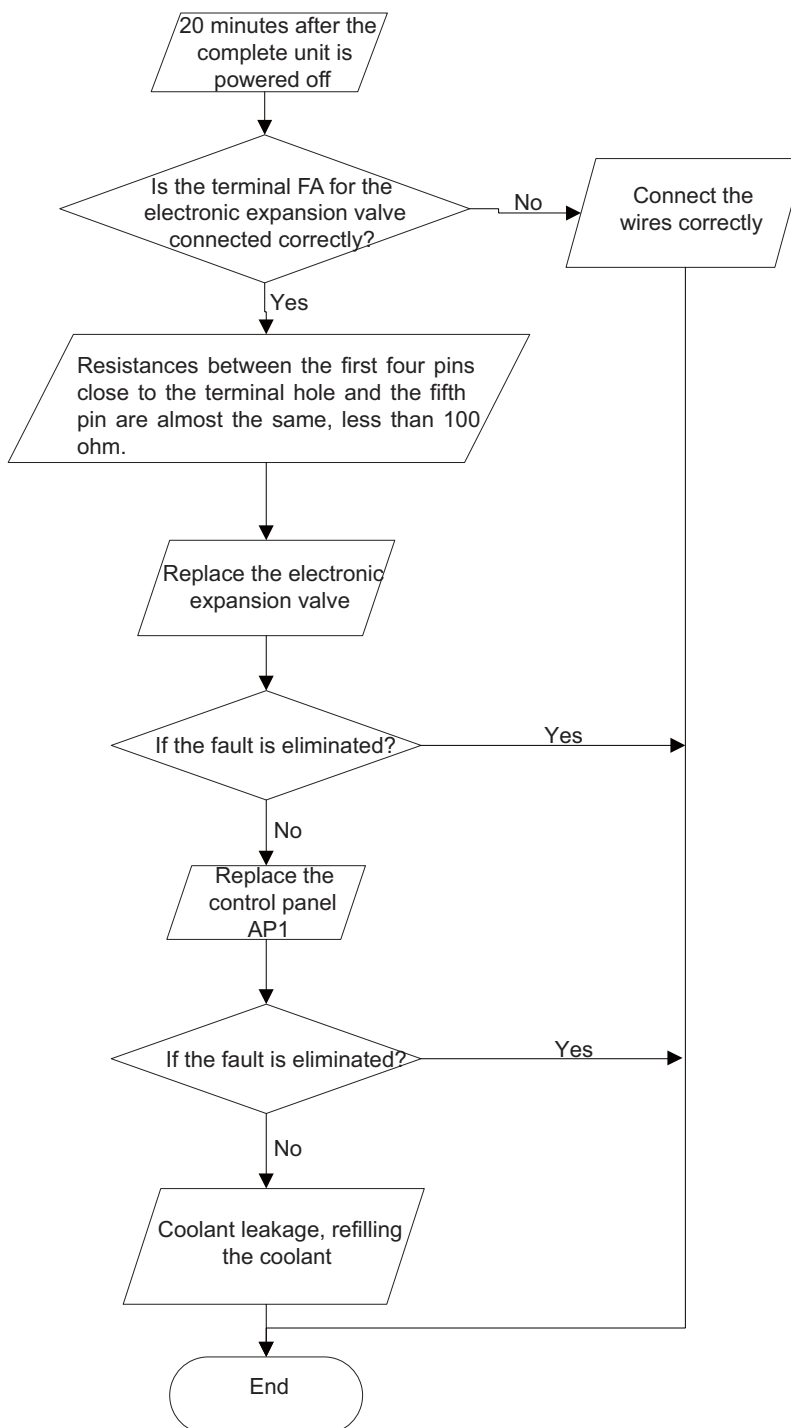 20 minutes after the
complete unit is
powered off
Is the terminal FA for the
electronic expansion valve
connected correctly?
No
Connect the
wires correctly
Yes
Resistances between the first four pins
close to the terminal hole and the fifth
pin are almost the same, less than 100
ohm.
Replace the electronic
expansion valve
If the fault is eliminated?
Yes
No
Replace the
control panel
AP1
If the fault is eliminated?
Yes
No
Coolant leakage, refilling
the coolant
End